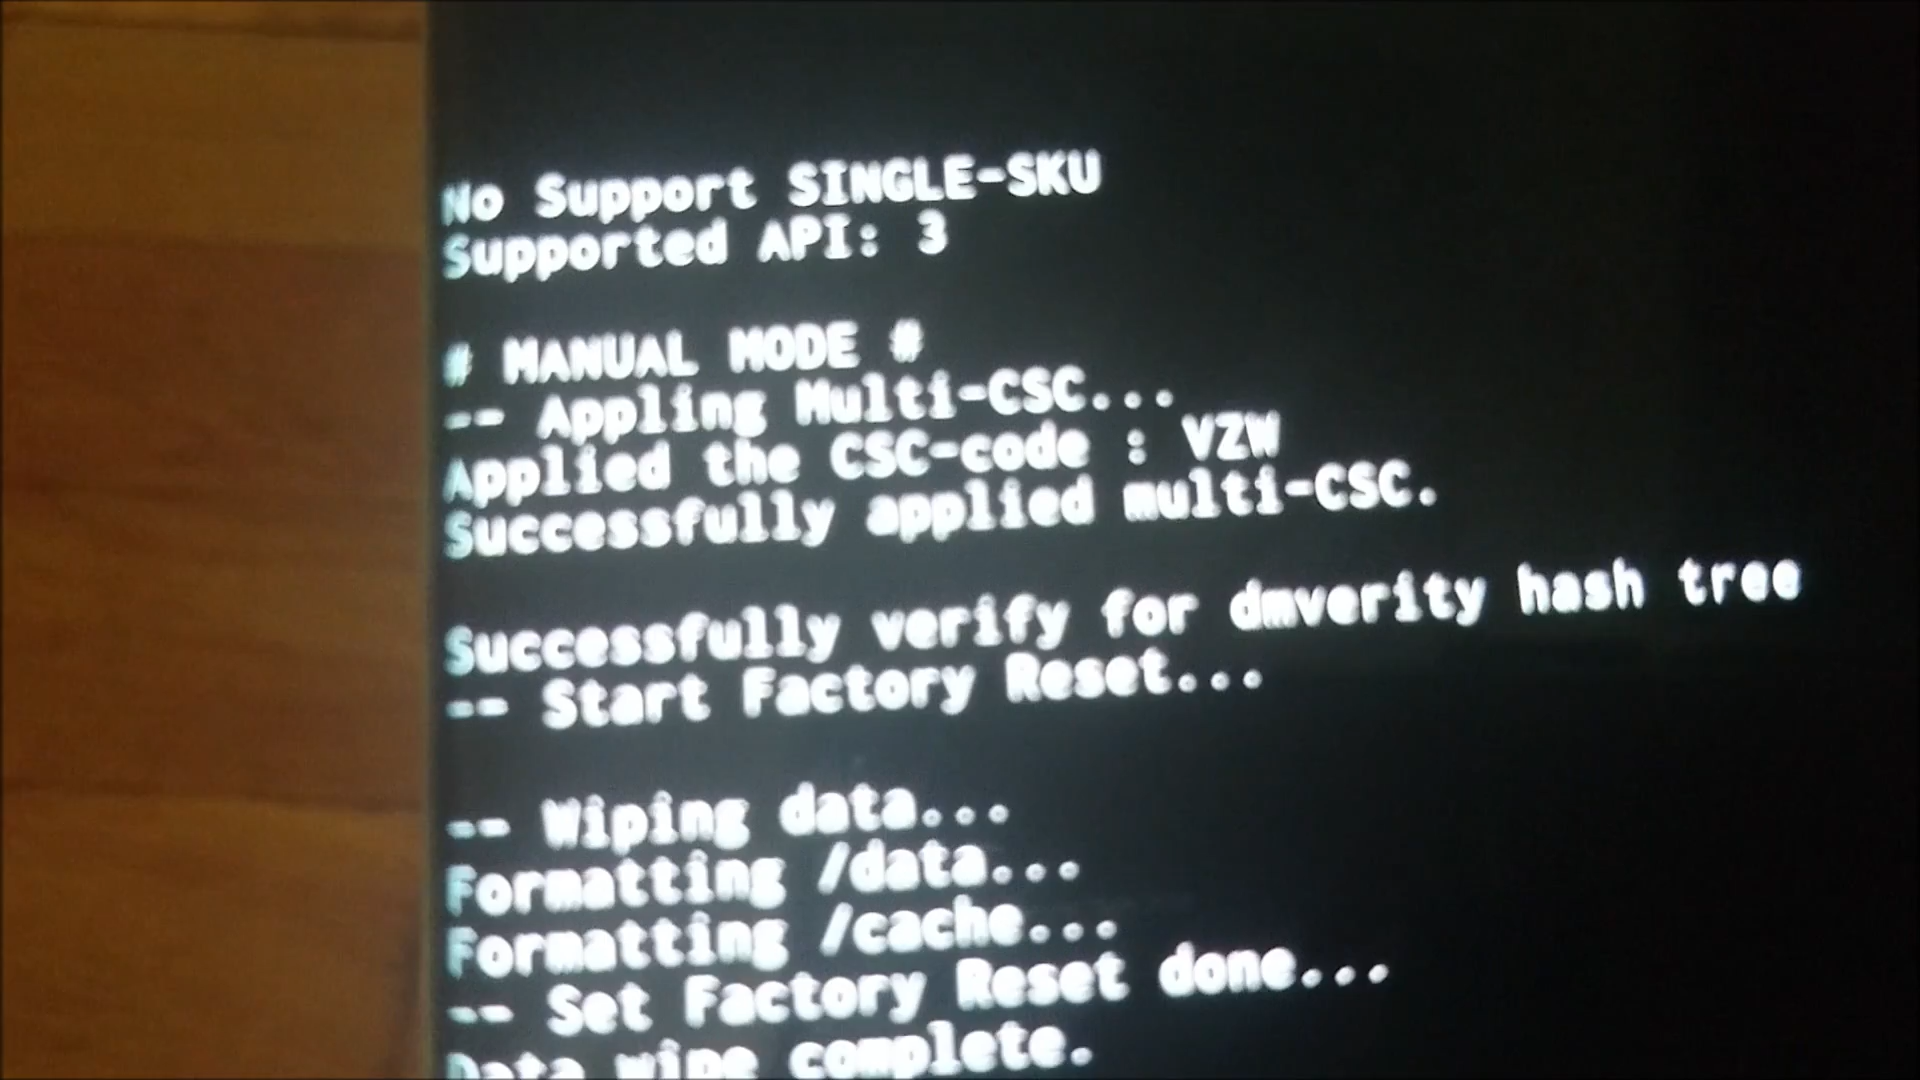 No Support SINGLE-SKU
Supported API: 3
# MANUAL MODE #
-- Appling Multi-CSC...
Applied the CSC-code : VZW
Successfully applied multi-CSC.
Successfully verify for dmverity hash tree
-- Start Factory Reset...
-- Wiping data...
Formatting /data...
Formatting /cache...
-- Set Factory Reset done...
Data wipe complete.